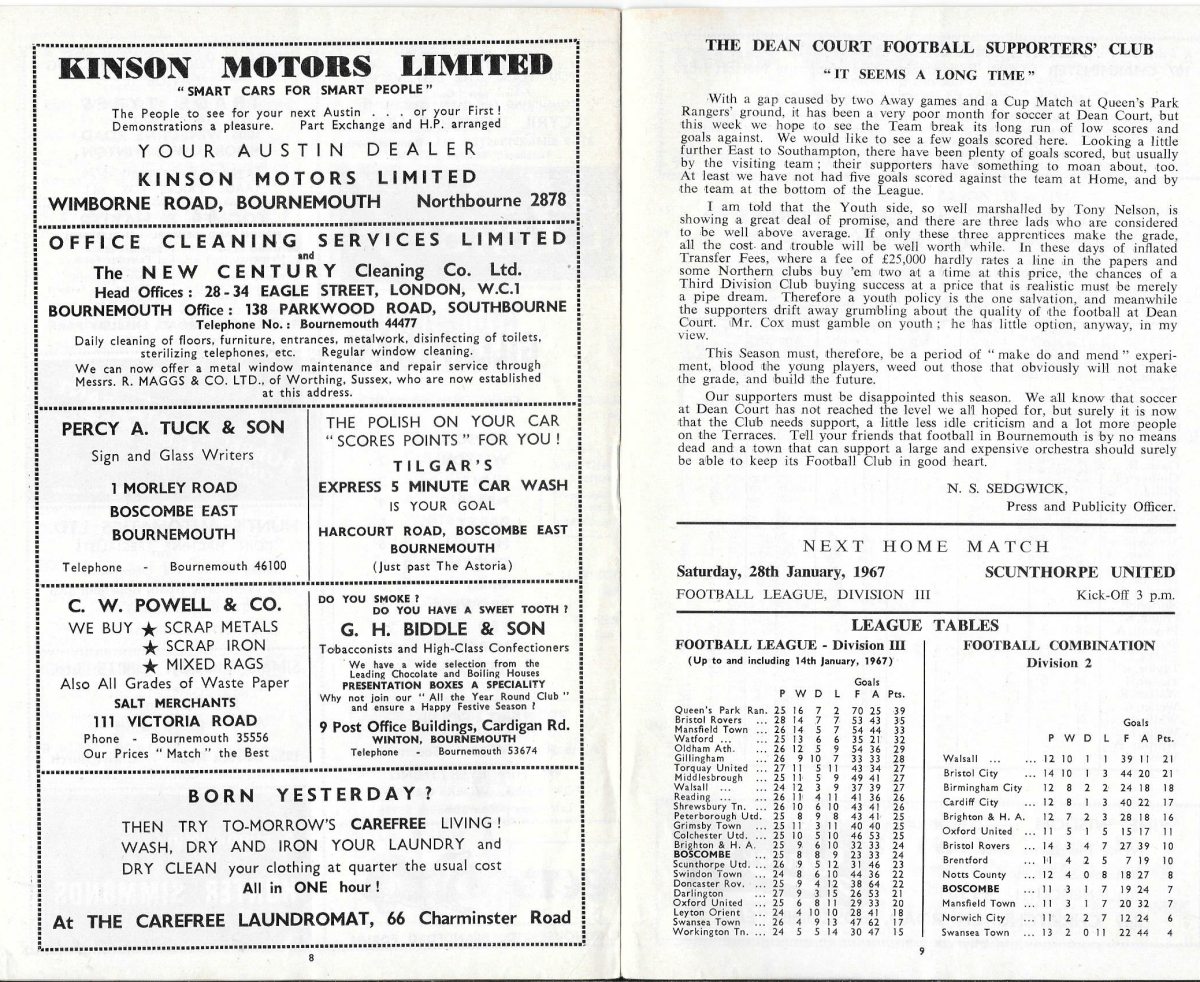 KINSON MOTORS LIMITED
"SMART CARS FOR SMART PEOPLE"
The People to see for your next Austin . . . or your First!
Demonstrations a pleasure. Part Exchange and H.P. arranged
YOUR AUSTIN DEALER
KINSON MOTORS LIMITED
WIMBORNE ROAD, BOURNEMOUTH Northbourne 2878
OFFICE CLEANING SERVICES LIMITED
and
The NEW CENTURY Cleaning Co. Ltd.
Head Offices: 28-34 EAGLE STREET, LONDON, W.C.1
BOURNEMOUTH Office: 138 PARKWOOD ROAD, SOUTHBOURNE
Telephone No.: Bournemouth 44477
Daily cleaning of floors, furniture, entrances, metalwork, disinfecting of toilets,
sterilizing telephones, etc. Regular window cleaning.
We can now offer a metal window maintenance and repair service through
Messrs. R. MAGGS & CO. LTD., of Worthing, Sussex, who are now established
at this address.
PERCY A. TUCK & SON
Sign and Glass Writers
1 MORLEY ROAD
BOSCOMBE EAST
BOURNEMOUTH
Telephone - Bournemouth 46100
THE POLISH ON YOUR CAR
"SCORES POINTS" FOR YOU!
TILGAR'S
EXPRESS 5 MINUTE CAR WASH
IS YOUR GOAL
HARCOURT ROAD, BOSCOMBE EAST
BOURNEMOUTH
(Just past The Astoria)
C. W. POWELL & CO.
WE BUY ★ SCRAP METALS
★ SCRAP IRON
★ MIXED RAGS
Also All Grades of Waste Paper
SALT MERCHANTS
111 VICTORIA ROAD
Phone - Bournemouth 35556
Our Prices "Match" the Best
DO YOU SMOKE?
DO YOU HAVE A SWEET TOOTH?
G. H. BIDDLE & SON
Tobacconists and High-Class Confectioners
We have a wide selection from the
Leading Chocolate and Boiling Houses
PRESENTATION BOXES A SPECIALITY
Why not join our "All the Year Round Club"
and ensure a Happy Festive Season?
9 Post Office Buildings, Cardigan Rd.
WINTON, BOURNEMOUTH
Telephone - Bournemouth 53674
BORN YESTERDAY?
THEN TRY TO-MORROW'S CAREFREE LIVING!
WASH, DRY AND IRON YOUR LAUNDRY and
DRY CLEAN your clothing at quarter the usual cost
All in ONE hour!
At THE CAREFREE LAUNDROMAT, 66 Charminster Road
8
THE DEAN COURT FOOTBALL SUPPORTERS' CLUB
"IT SEEMS A LONG TIME"
With a gap caused by two Away games and a Cup Match at Queen's Park
Rangers' ground, it has been a very poor month for soccer at Dean Court, but
this week we hope to see the Team break its long run of low scores and
goals against. We would like to see a few goals scored here. Looking a little
further East to Southampton, there have been plenty of goals scored, but usually
by the visiting team; their supporters have something to moan about, too.
At least we have not had five goals scored against the team at Home, and by
the team at the bottom of the League.
I am told that the Youth side, so well marshalled by Tony Nelson, is
showing a great deal of promise, and there are three lads who are considered
to be well above average. If only these three apprentices make the grade,
all the cost and trouble will be well worth while. In these days of inflated
Transfer Fees, where a fee of £25,000 hardly rates a line in the papers and
some Northern clubs buy 'em two at a time at this price, the chances of a
Third Division Club buying success at a price that is realistic must be merely
a pipe dream. Therefore a youth policy is the one salvation, and meanwhile
the supporters drift away grumbling about the quality of the football at Dean
Court. Mr. Cox must gamble on youth; he has little option, anyway, in my
view.
This Season must, therefore, be a period of "make do and mend" experi-
ment, blood the young players, weed out those that obviously will not make
the grade, and build the future.
Our supporters must be disappointed this season. We all know that soccer
at Dean Court has not reached the level we all hoped for, but surely it is now
that the Club needs support, a little less idle criticism and a lot more people
on the Terraces. Tell your friends that football in Bournemouth is by no means
dead and a town that can support a large and expensive orchestra should surely
be able to keep its Football Club in good heart.
N. S. SEDGWICK,
Press and Publicity Officer.
NEXT HOME MATCH
Saturday, 28th January, 1967 SCUNTHORPE UNITED
FOOTBALL LEAGUE, DIVISION III Kick-Off 3 p.m.
LEAGUE TABLES
FOOTBALL LEAGUE - Division III
(Up to and including 14th January, 1967)
Goals
P W D L F A Pts.
Queen's Park Ran. 25 16 7 2 70 25 39
Bristol Rovers ... 28 14 7 7 53 43 35
Mansfield Town ... 26 14 5 7 54 44 33
Watford ... ... 25 13 6 6 35 21 32
Oldham Ath. ... 26 12 5 9 54 36 29
Gillingham ... 26 9 10 7 33 33 28
Torquay United ... 27 11 5 11 43 34 27
Middlesbrough ... 25 11 5 9 49 41 27
Walsall ... ... 24 12 3 9 37 39 27
Reading ... ... 26 11 4 11 41 36 26
Shrewsbury Tn. ... 26 10 6 10 43 41 26
Peterborough Utd. 25 8 9 8 43 41 25
Grimsby Town ... 25 11 3 11 40 40 25
Colchester Utd. ... 25 10 5 10 46 53 25
Brighton & H. A. 25 9 6 10 32 33 24
BOSCOMBE ... 25 8 8 9 23 33 24
Scunthorpe Utd. ... 26 9 5 12 31 46 23
Swindon Town ... 24 8 6 10 44 36 22
Doncaster Rov. ... 25 9 4 12 38 64 22
Darlington ... 27 9 3 15 26 53 21
Oxford United ... 25 6 8 11 29 33 20
Leyton Orient ... 24 4 10 10 28 41 18
Swansea Town ... 26 4 9 13 47 62 17
Workington Tn. ... 24 5 5 14 30 47 15
FOOTBALL COMBINATION
Division 2
Goals
P W D L F A Pts.
Walsall ... ... 12 10 1 1 39 11 21
Bristol City ... 14 10 1 3 44 20 21
Birmingham City 12 8 2 2 24 18 18
Cardiff City ... 12 8 1 3 40 22 17
Brighton & H. A. 12 7 2 3 28 18 16
Oxford United ... 11 5 1 5 15 17 11
Bristol Rovers ... 14 3 4 7 27 39 10
Brentford ... 11 4 2 5 7 19 10
Notts County ... 12 4 0 8 18 27 8
BOSCOMBE ... 11 3 1 7 19 24 7
Mansfield Town ... 11 3 1 7 20 32 7
Norwich City ... 11 2 2 7 12 24 6
Swansea Town ... 13 2 0 11 22 44 4
9